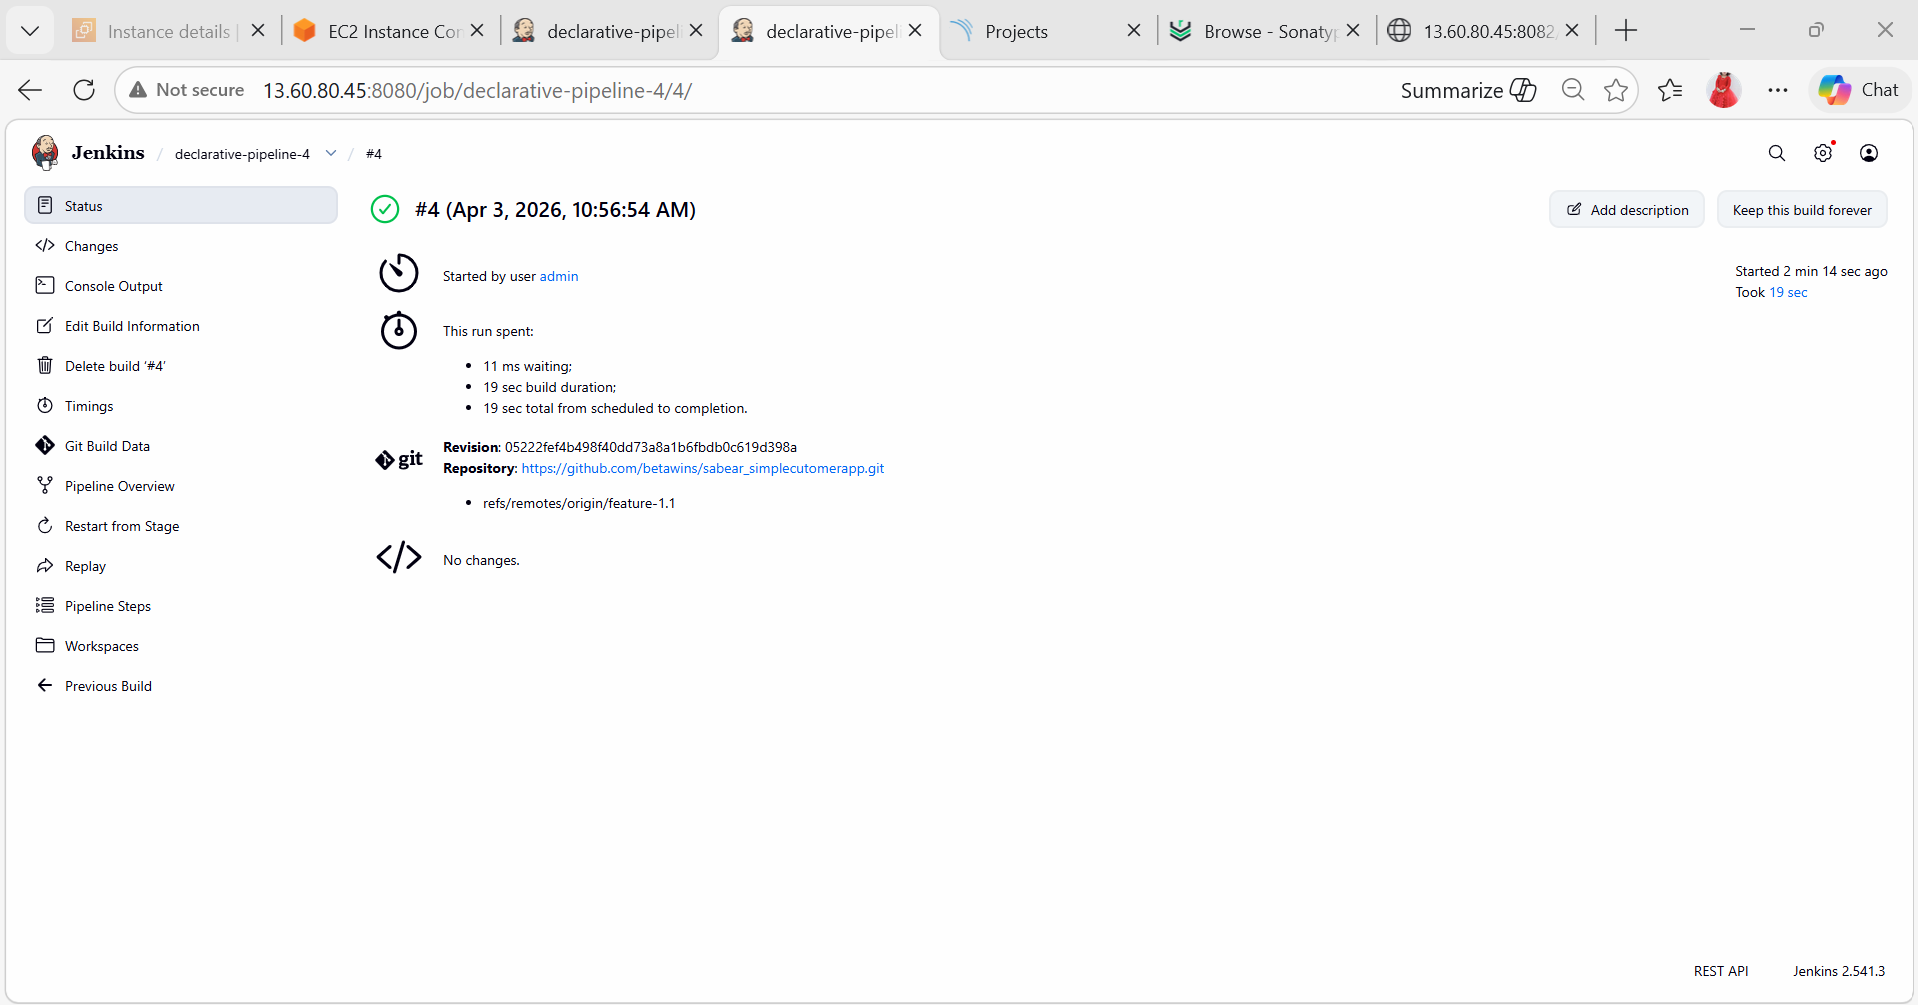 Instance details |
EC2 Instance Con
declarative-pipeli
declarative-pipeli
Projects
Browse - Sonatyp
13.60.80.45:8082
Not secure
13.60.80.45:8080/job/declarative-pipeline-4/4/
Summarize
Chat
Jenkins / declarative-pipeline-4 / #4
Status
Changes
Console Output
Edit Build Information
Delete build ‘#4’
Timings
Git Build Data
Pipeline Overview
Restart from Stage
Replay
Pipeline Steps
Workspaces
Previous Build
#4 (Apr 3, 2026, 10:56:54 AM)
Add description
Keep this build forever
Started by user admin
Started 2 min 14 sec ago
Took 19 sec
This run spent:
11 ms waiting;
19 sec build duration;
19 sec total from scheduled to completion.
git
Revision: 05222fef4b498f40dd73a8a1b6fbdb0c619d398a
Repository: https://github.com/betawins/sabear_simplecutomerapp.git
refs/remotes/origin/feature-1.1
No changes.
REST API
Jenkins 2.541.3